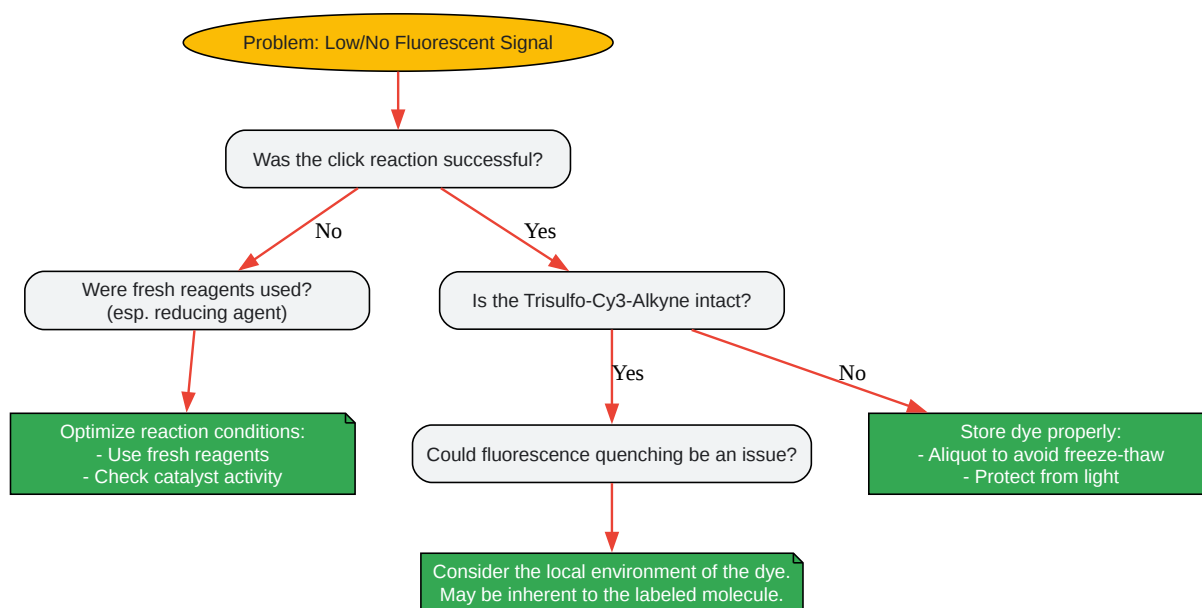 Problem: Low/No Fluorescent Signal
Was the click reaction successful?
No
Yes
Were fresh reagents used?
(esp. reducing agent)
Is the Trisulfo-Cy3-Alkyne intact?
Yes
No
Optimize reaction conditions:
- Use fresh reagents
- Check catalyst activity
Could fluorescence quenching be an issue?
Store dye properly:
- Aliquot to avoid freeze-thaw
- Protect from light
Consider the local environment of the dye.
May be inherent to the labeled molecule.